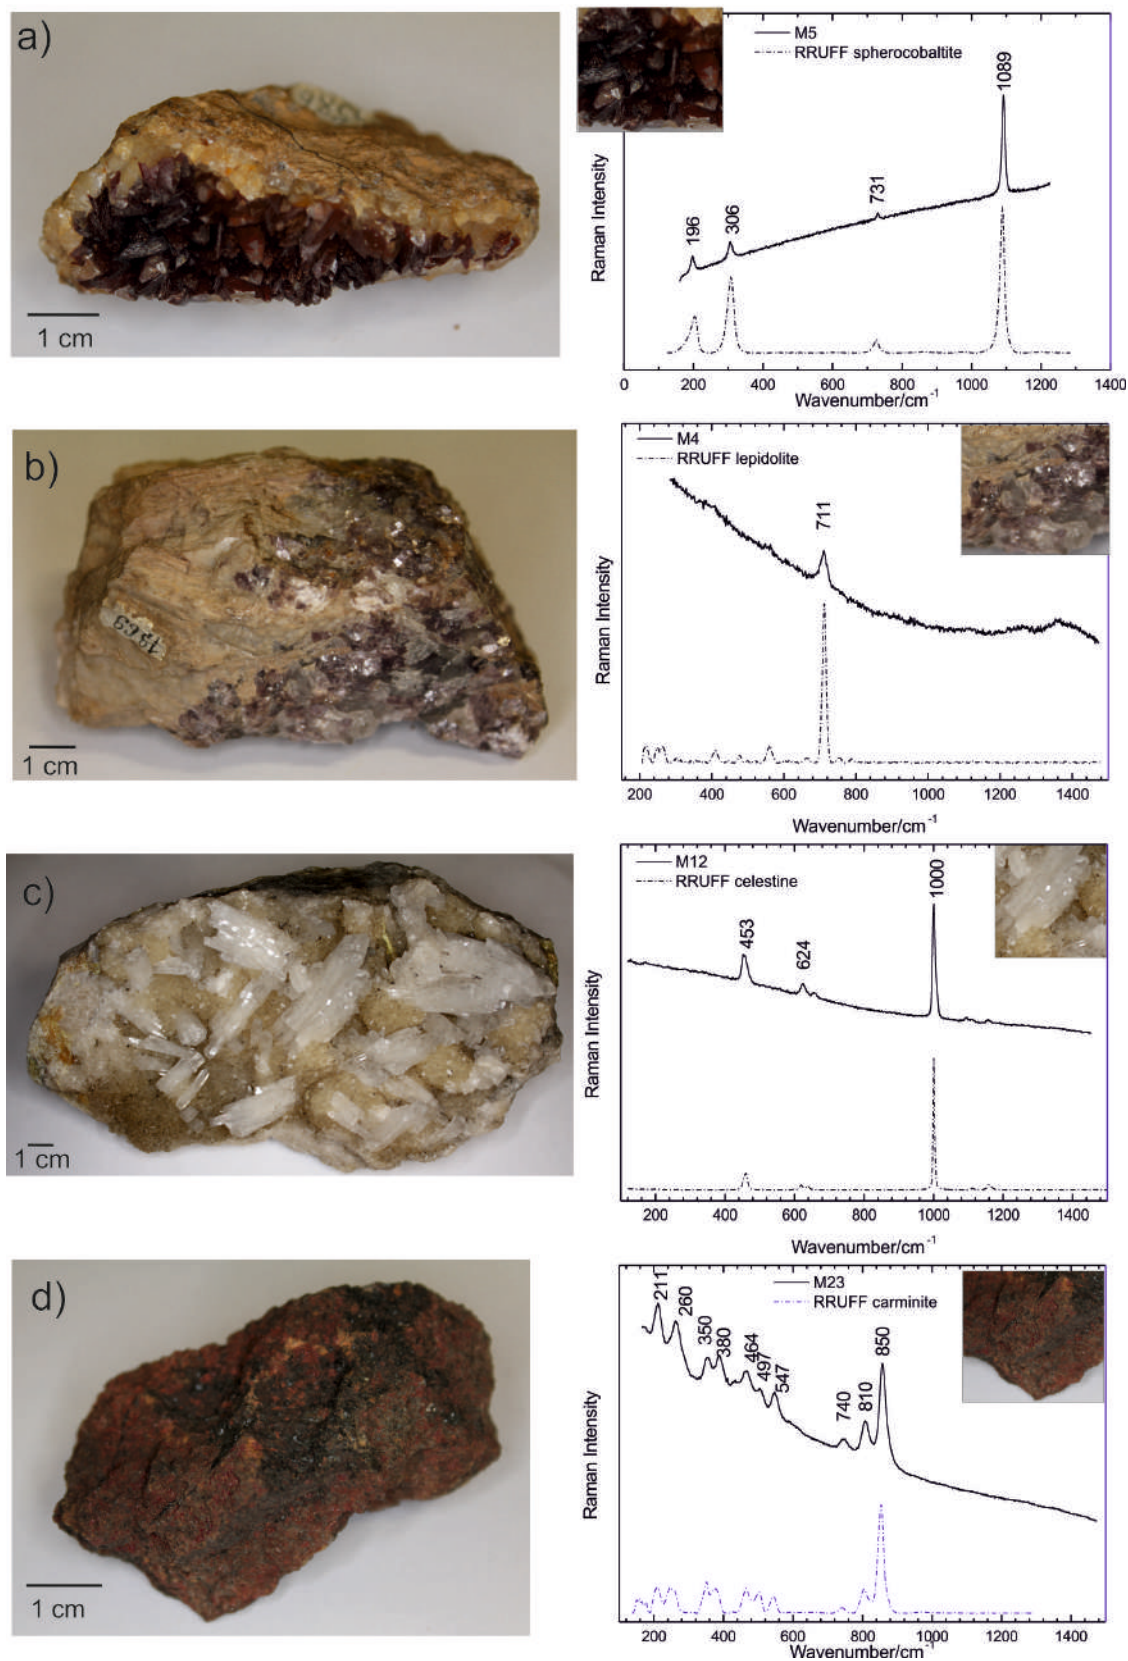 a)
1 cm
M5
RRUFF spherocobaltite
196
306
731
1089
Raman Intensity
0 200 400 600 800 1000 1200 1400
Wavenumber/cm-1
b)
1 cm
M4
RRUFF lepidolite
711
Raman Intensity
200 400 600 800 1000 1200 1400
Wavenumber/cm-1
c)
1 cm
M12
RRUFF celestine
453
624
1000
Raman Intensity
200 400 600 800 1000 1200 1400
Wavenumber/cm-1
d)
1 cm
M23
RRUFF carminite
211
260
350
380
464
497
547
740
810
850
Raman Intensity
200 400 600 800 1000 1200 1400
Wavenumber/cm-1